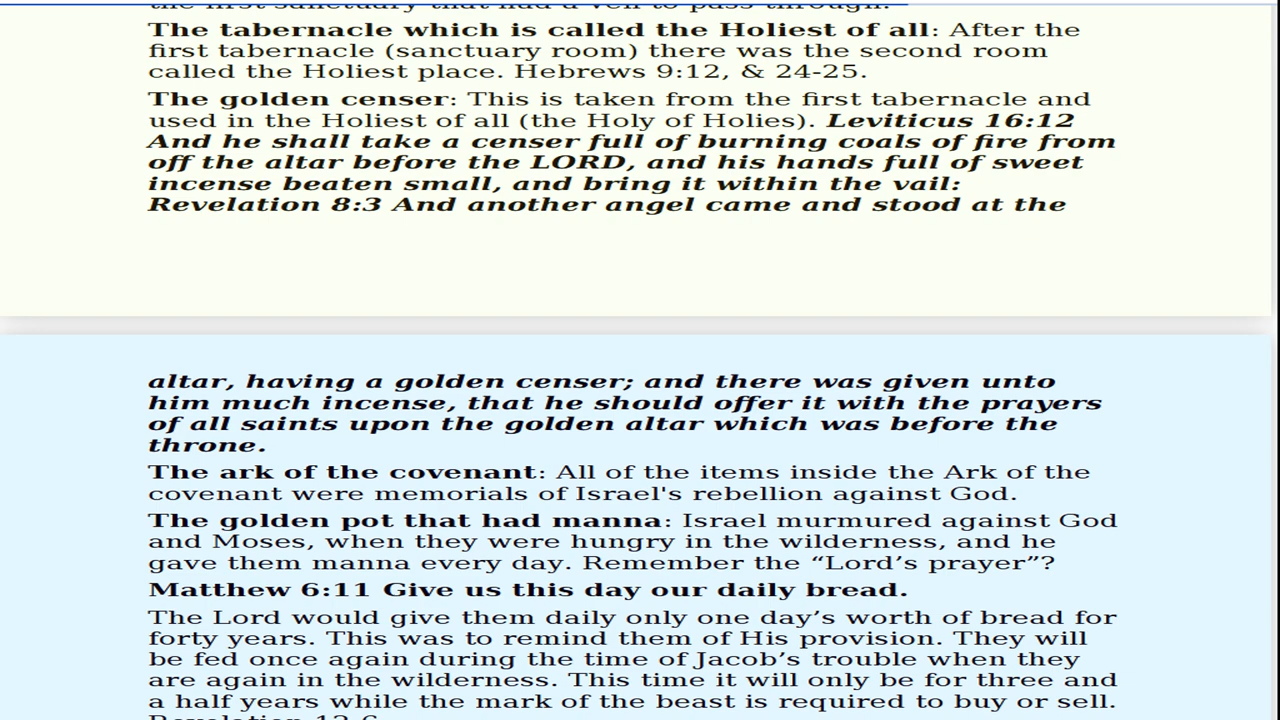 the first sanctuary that had a veil to pass through.
The tabernacle which is called the Holiest of all: After the
first tabernacle (sanctuary room) there was the second room
called the Holiest place. Hebrews 9:12, & 24-25.
The golden censer: This is taken from the first tabernacle and
used in the Holiest of all (the Holy of Holies). Leviticus 16:12
And he shall take a censer full of burning coals of fire from
off the altar before the LORD, and his hands full of sweet
incense beaten small, and bring it within the vail:
Revelation 8:3 And another angel came and stood at the
altar, having a golden censer; and there was given unto
him much incense, that he should offer it with the prayers
of all saints upon the golden altar which was before the
throne.
The ark of the covenant: All of the items inside the Ark of the
covenant were memorials of Israel's rebellion against God.
The golden pot that had manna: Israel murmured against God
and Moses, when they were hungry in the wilderness, and he
gave them manna every day. Remember the “Lord’s prayer”?
Matthew 6:11 Give us this day our daily bread.
The Lord would give them daily only one day’s worth of bread for
forty years. This was to remind them of His provision. They will
be fed once again during the time of Jacob’s trouble when they
are again in the wilderness. This time it will only be for three and
a half years while the mark of the beast is required to buy or sell.
Revelation